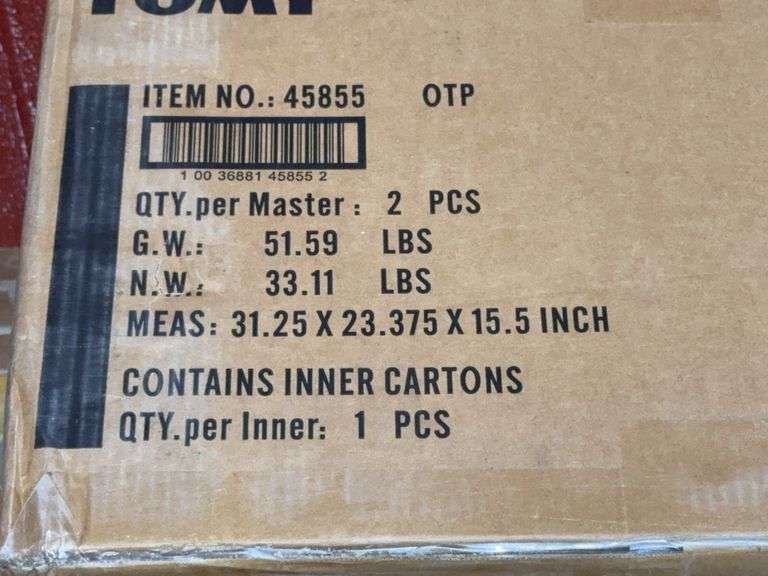 TOMY
ITEM NO.: 45855 OTP
1 00 36881 45855 2
QTY.per Master : 2 PCS
G.W.: 51.59 LBS
N.W.: 33.11 LBS
MEAS: 31.25 X 23.375 X 15.5 INCH
CONTAINS INNER CARTONS
QTY.per Inner: 1 PCS